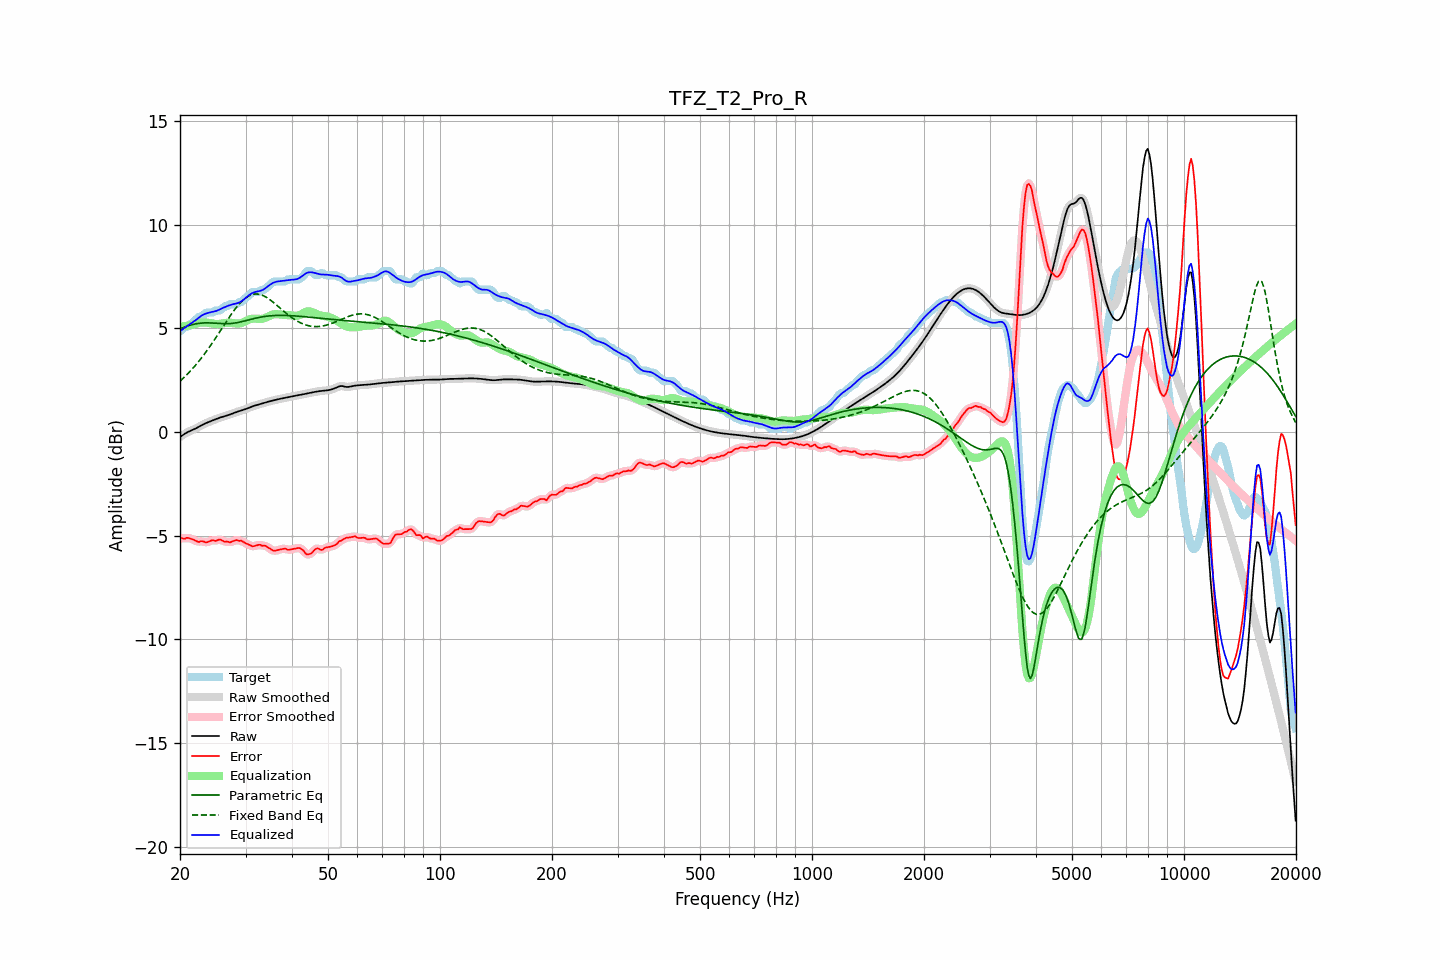 TFZ_T2_Pro_R
15
10
5
0
−5
−10
−15
−20
Amplitude (dBr)
Target
Raw Smoothed
Error Smoothed
Raw
Error
Equalization
Parametric Eq
Fixed Band Eq
Equalized
20 50 100 200 500 1000 2000 5000 10000 20000
Frequency (Hz)